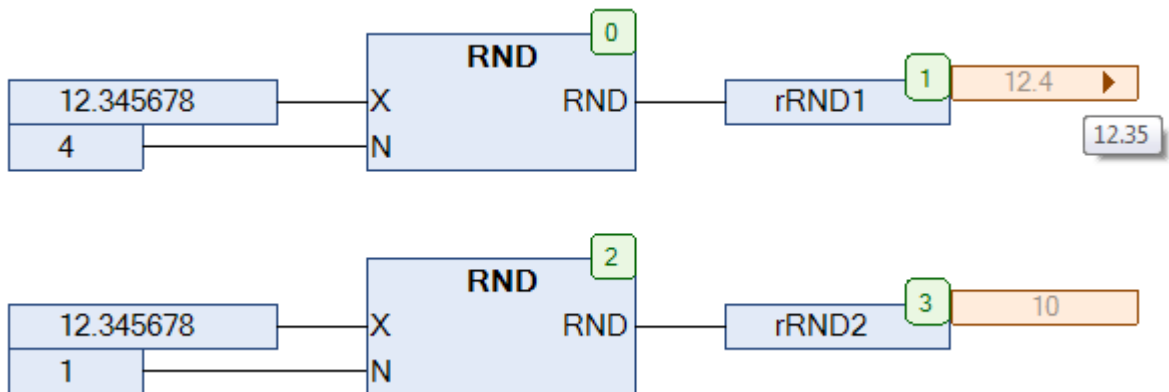 0
RND
12.345678 X RND rRND1 1 12.4
4 N 12.35
2
RND
12.345678 X RND rRND2 3 10
1 N